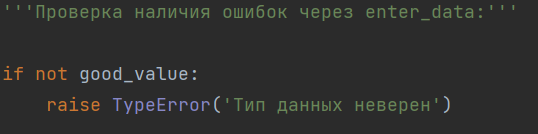 '''Проверка наличия ошибок через enter_data:'''
if not good_value:
    raise TypeError('Тип данных неверен')